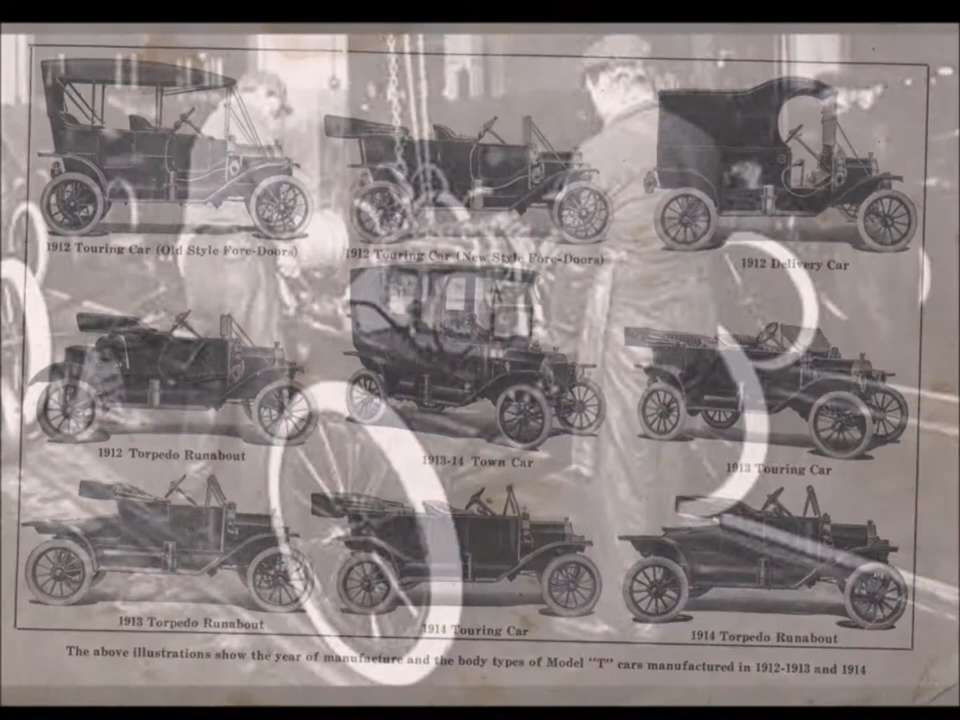 1912 Touring Car (Old Style Fore-Doors)
1912 Touring Car (New Style Fore-Doors)
1912 Delivery Car
1912 Torpedo Runabout
1913-14 Town Car
1913 Touring Car
1913 Torpedo Runabout
1914 Touring Car
1914 Torpedo Runabout
The above illustrations show the year of manufacture and the body types of Model "T" cars manufactured in 1912-1913 and 1914